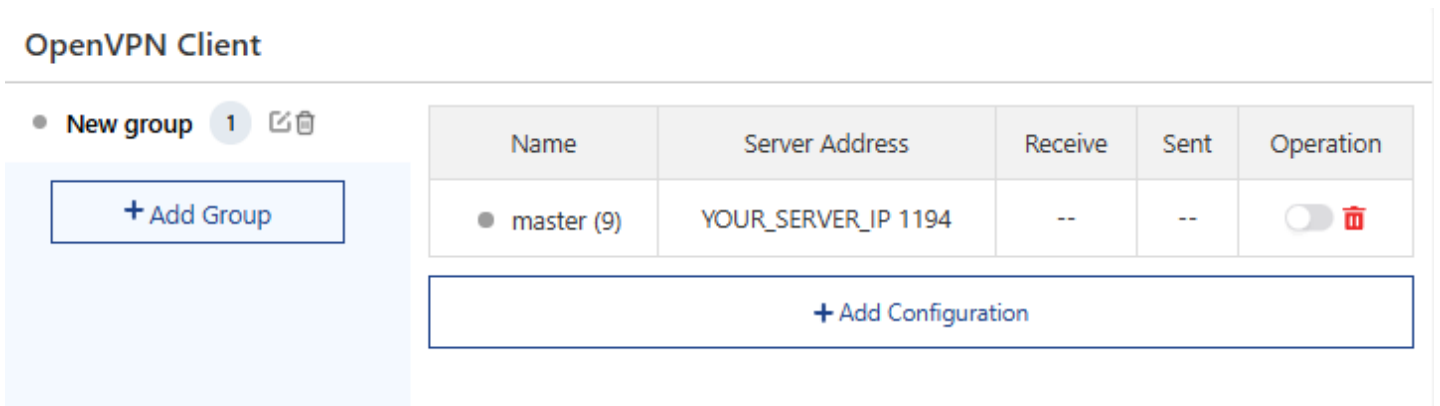 OpenVPN Client
New group 1
+ Add Group
Name Server Address Receive Sent Operation
master (9) YOUR_SERVER_IP 1194 -- --
+ Add Configuration